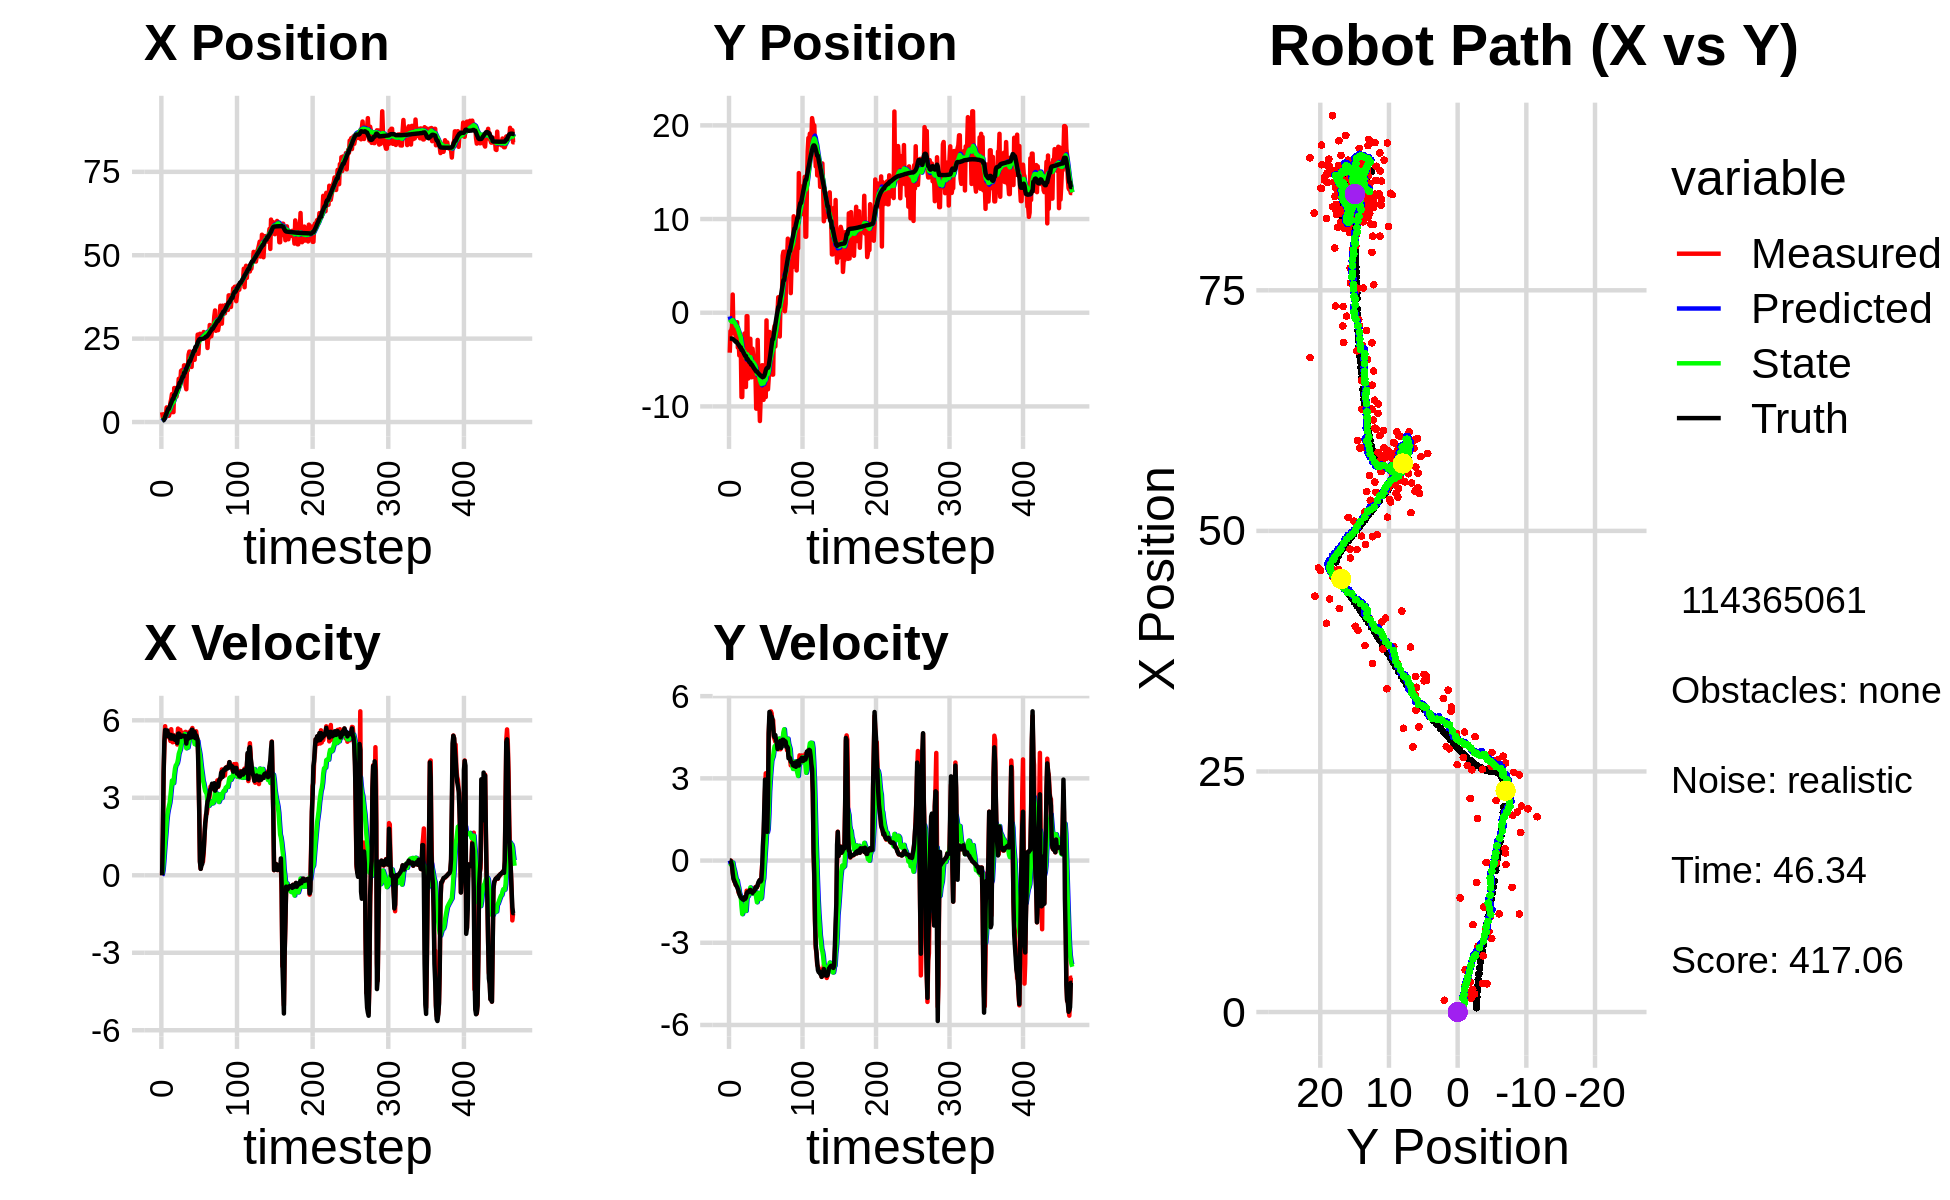 X Position
75
50
25
0
0
100
200
300
400
timestep
Y Position
20
10
0
-10
0
100
200
300
400
timestep
X Velocity
6
3
0
-3
-6
0
100
200
300
400
timestep
Y Velocity
6
3
0
-3
-6
0
100
200
300
400
timestep
Robot Path (X vs Y)
X Position
75
50
25
0
20 10 0 -10 -20
Y Position
variable
Measured
Predicted
State
Truth
114365061
Obstacles: none
Noise: realistic
Time: 46.34
Score: 417.06